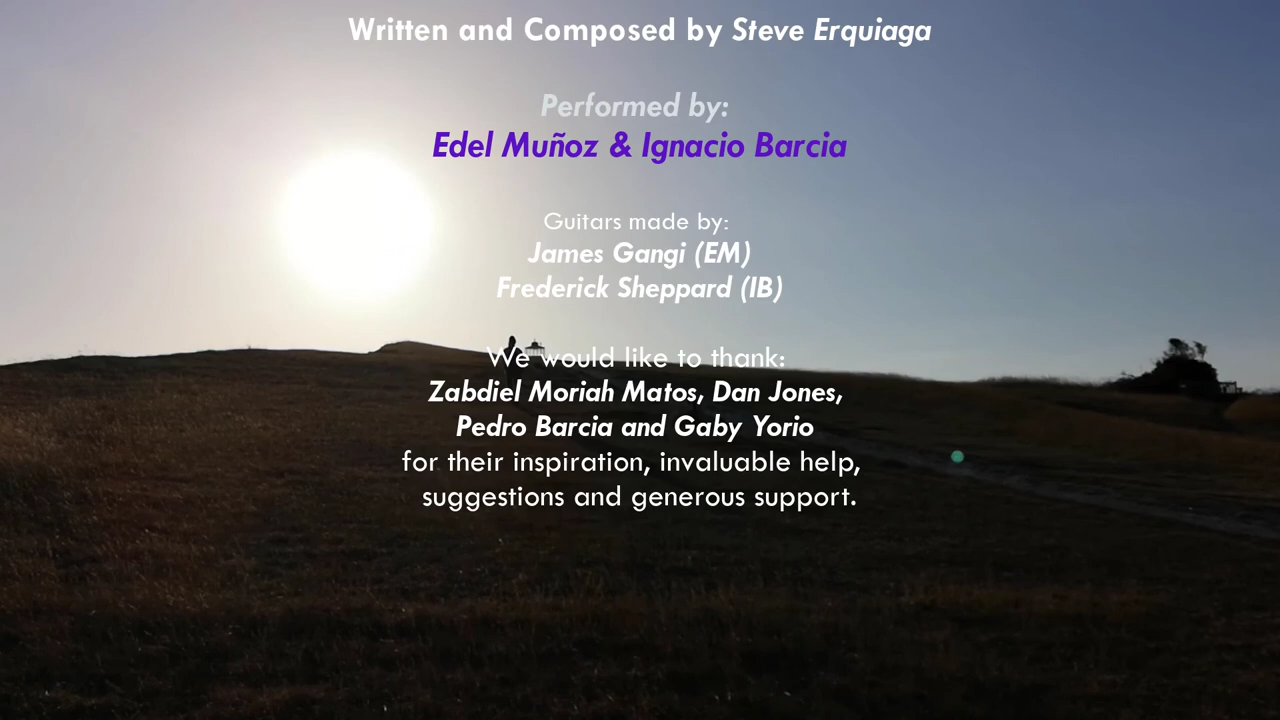 Written and Composed by Steve Erquiaga
Performed by:
Edel Muñoz & Ignacio Barcia
Guitars made by:
James Gangi (EM)
Frederick Sheppard (IB)
We would like to thank:
Zabdiel Moriah Matos, Dan Jones,
Pedro Barcia and Gaby Yorio
for their inspiration, invaluable help,
suggestions and generous support.